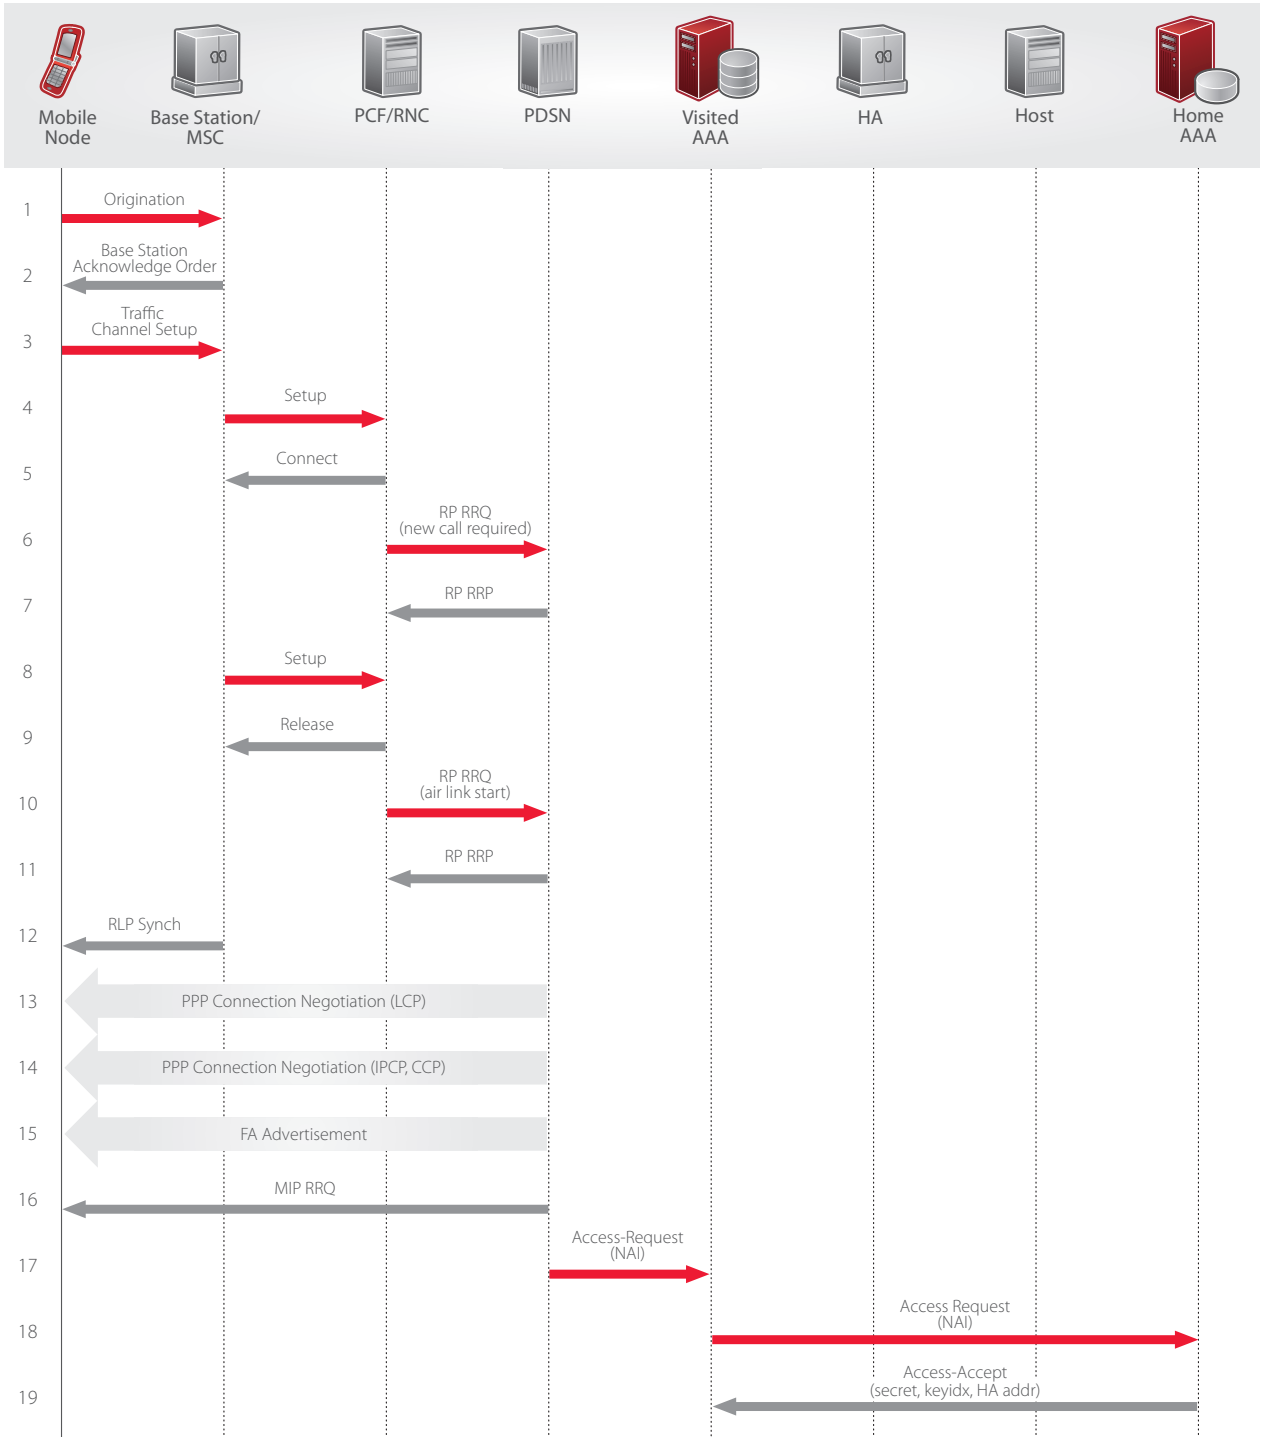 Mobile
Node
Base Station/
MSC
PCF/RNC
PDSN
Visited
AAA
HA
Host
Home
AAA
1
Origination
2
Base Station
Acknowledge Order
3
Traffic
Channel Setup
4
Setup
5
Connect
6
RP RRQ
(new call required)
7
RP RRP
8
Setup
9
Release
10
RP RRQ
(air link start)
11
RP RRP
12
RLP Synch
13
PPP Connection Negotiation (LCP)
14
PPP Connection Negotiation (IPCP, CCP)
15
FA Advertisement
16
MIP RRQ
17
Access-Request
(NAI)
18
Access Request
(NAI)
19
Access-Accept
(secret, keyidx, HA addr)